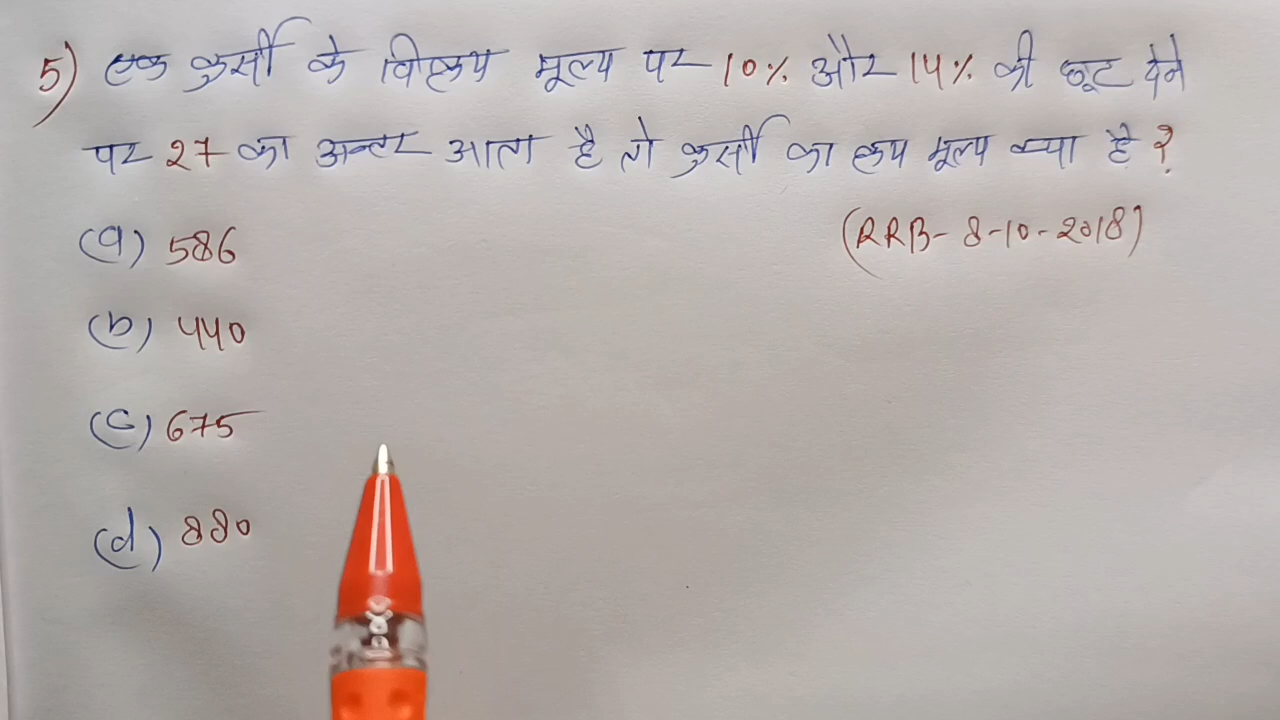 5) एक कुर्सी के विक्रय मूल्य पर 10% और 14% की छूट देने
पर 27 का अन्तर आता है तो कुर्सी का क्रय मूल्य क्या है ?
(RRB- 8-10-2018)
(a) 586
(b) 440
(c) 675
(d) 880